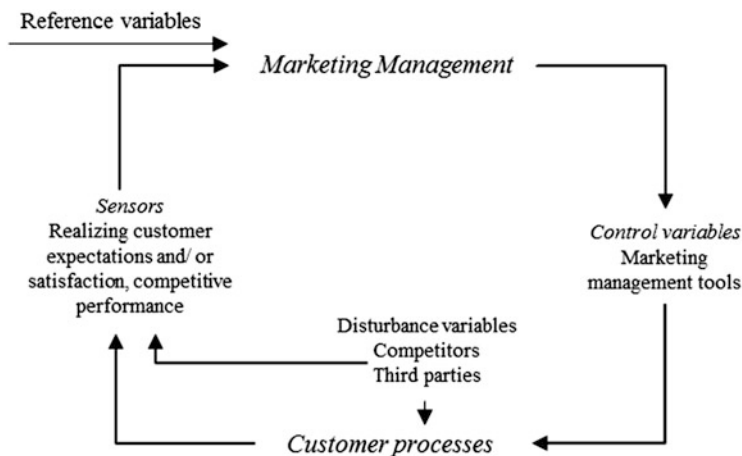 Reference variables
Marketing Management
Sensors
Realizing customer
expectations and/ or
satisfaction, competitive
performance
Control variables
Marketing
management tools
Disturbance variables
Competitors
Third parties
Customer processes